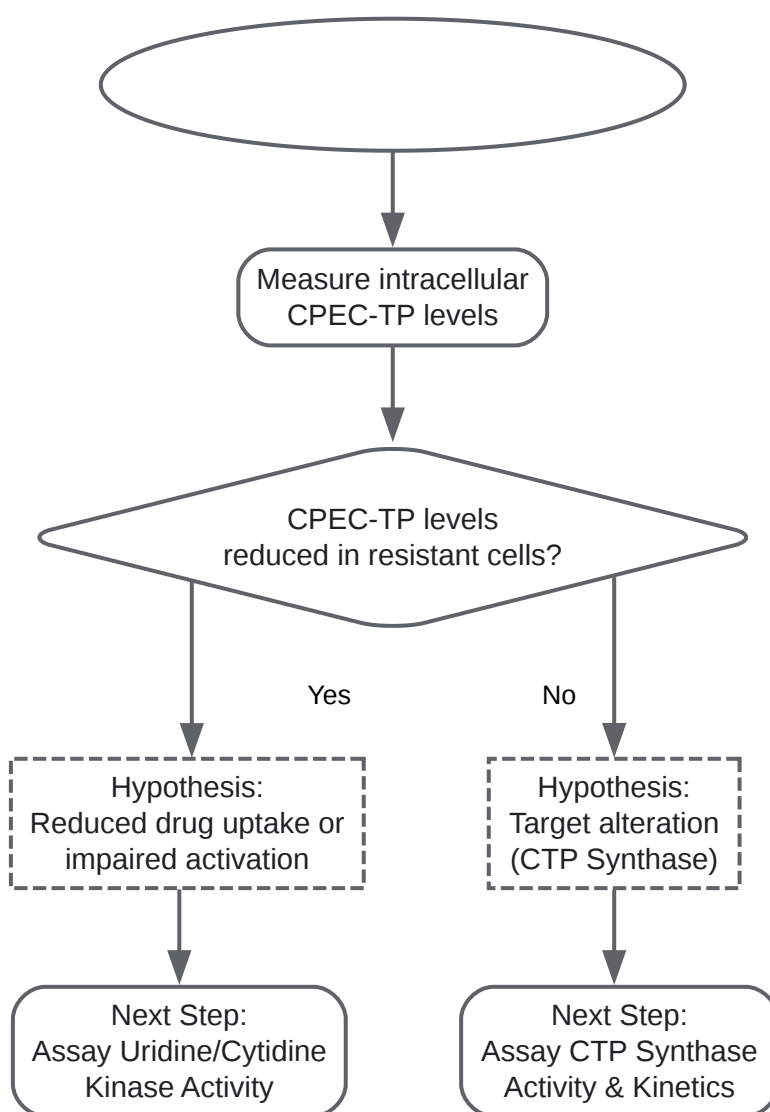 Measure intracellular
CPEC-TP levels
CPEC-TP levels
reduced in resistant cells?
Yes
No
Hypothesis:
Reduced drug uptake or
impaired activation
Hypothesis:
Target alteration
(CTP Synthase)
Next Step:
Assay Uridine/Cytidine
Kinase Activity
Next Step:
Assay CTP Synthase
Activity & Kinetics